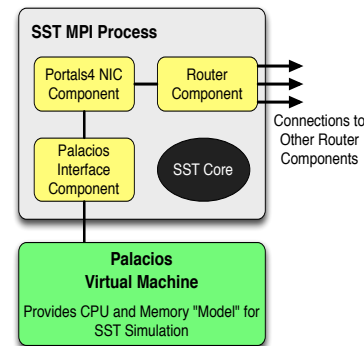 SST MPI Process
Portals4 NIC
Component
Router
Component
Connections to
Other Router
Components
Palacios
Interface
Component
SST Core
Palacios
Virtual Machine
Provides CPU and Memory "Model" for
SST Simulation